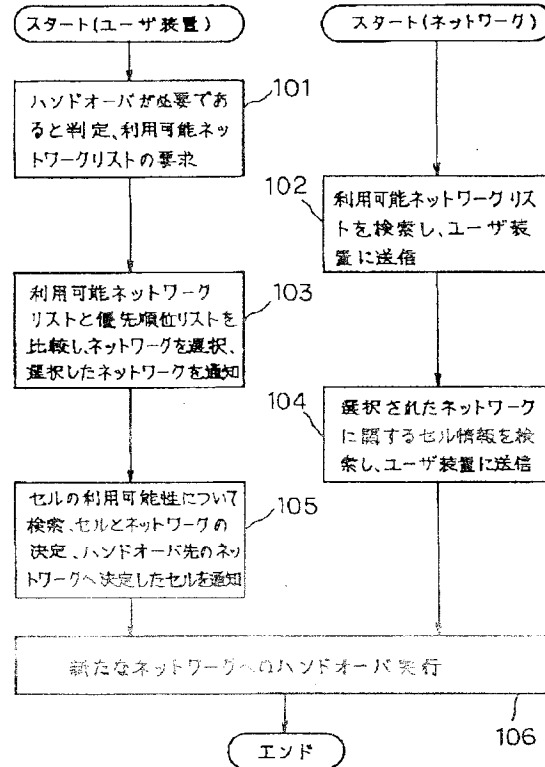 スタート(ユーザ装置)
スタート(ネットワーク)
101
ハンドオーバが必要であ
ると判定、利用可能ネッ
トワークリストの要求
102
利用可能ネットワークリス
トを検索し、ユーザ装
置に送信
103
利用可能ネットワーク
リストと優先順位リストを
比較し、ネットワークを選択、
選択したネットワークを通知
104
選択されたネットワーク
に関するセル情報を検
索し、ユーザ装置に送信
105
セルの利用可能性について
検索、セルとネットワークの
決定、ハンドオーバ先のネッ
トワークへ決定したセルを通知
新たなネットワークへのハンドオーバ実行
106
エンド